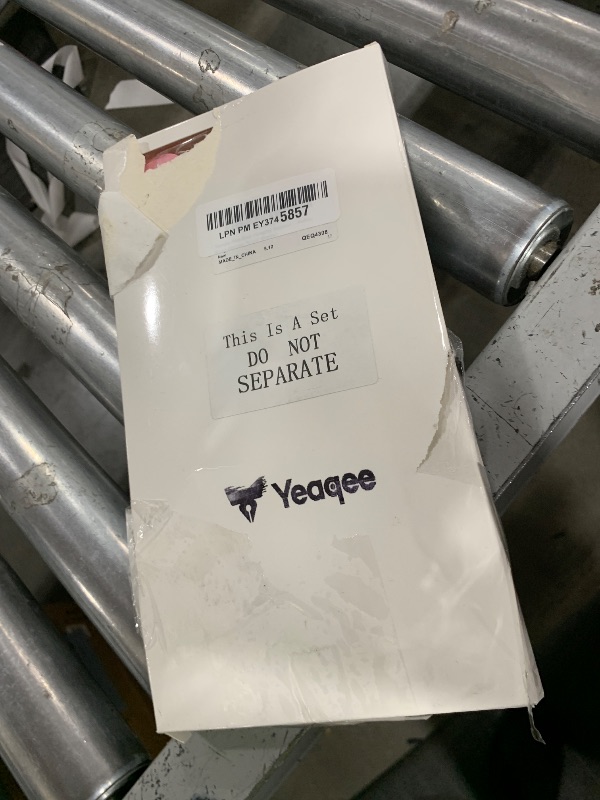 LPN PM EY3745857
MADE_IN_CHINA
This Is A Set
DO NOT
SEPARATE
Yeaqee